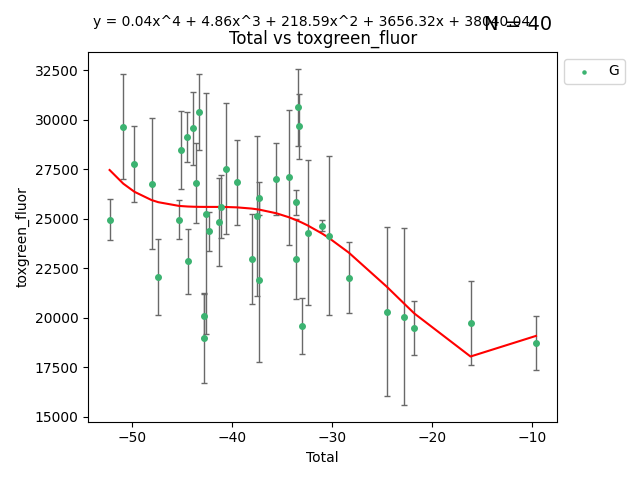 y = 0.04x^4 + 4.86x^3 + 218.59x^2 + 3656.32x + 38040.04
N = 40
Total vs toxgreen_fluor
G
32500
30000
27500
25000
22500
20000
17500
15000
toxgreen_fluor
−50 −40 −30 −20 −10
Total